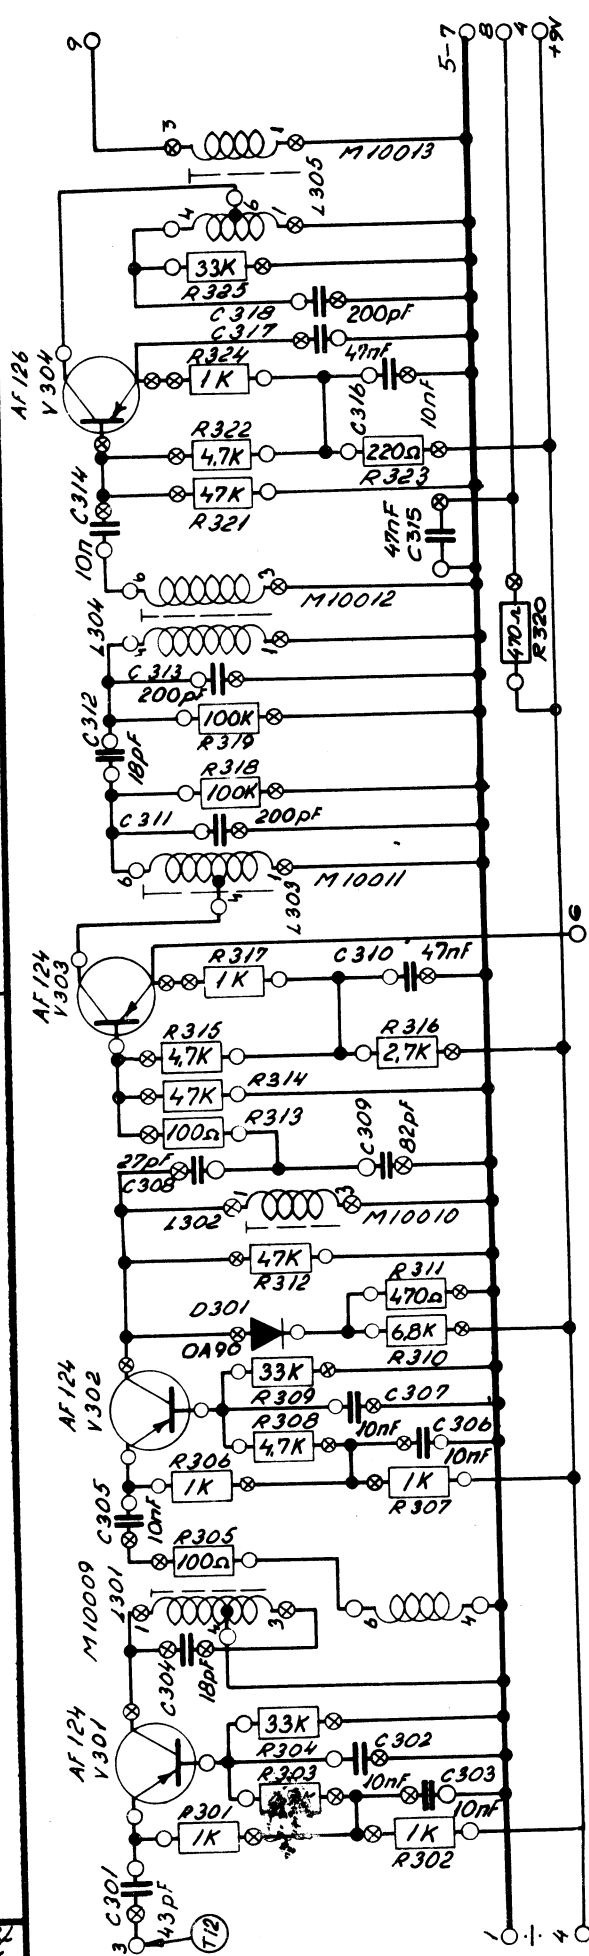 9
5-7
8
4
+9V
3
1
M10013
L305
4
6
1
33K
R325
C318
200pF
C317
47nF
AF126
V304
R324
1K
C316
10nF
R322
4,7K
220Ω
R323
47K
R321
C314
10n
47nF
C315
6
3
M10012
L304
4
1
470Ω
R320
C313
200pF
C312
18pF
100K
R319
R318
100K
C311
200pF
6
1
M10011
4
L303
6
AF124
V303
R317
1K
C310
47nF
R315
4,7K
R316
2,7K
47K
R314
100Ω
R313
C309
82pF
27pF
C308
1
3
L302
M10010
47K
R312
D301
OA90
R311
470Ω
6,8K
R310
AF124
V302
33K
R309
C307
10nF
R308
4,7K
C306
10nF
R306
1K
1K
R307
C305
10nF
R305
100Ω
M10009
L301
1
4
3
6
4
C304
18pF
AF124
V301
33K
R304
C302
10nF
R303
C303
10nF
R301
1K
1K
R302
C301
43pF
3
Ti2
1
÷
4